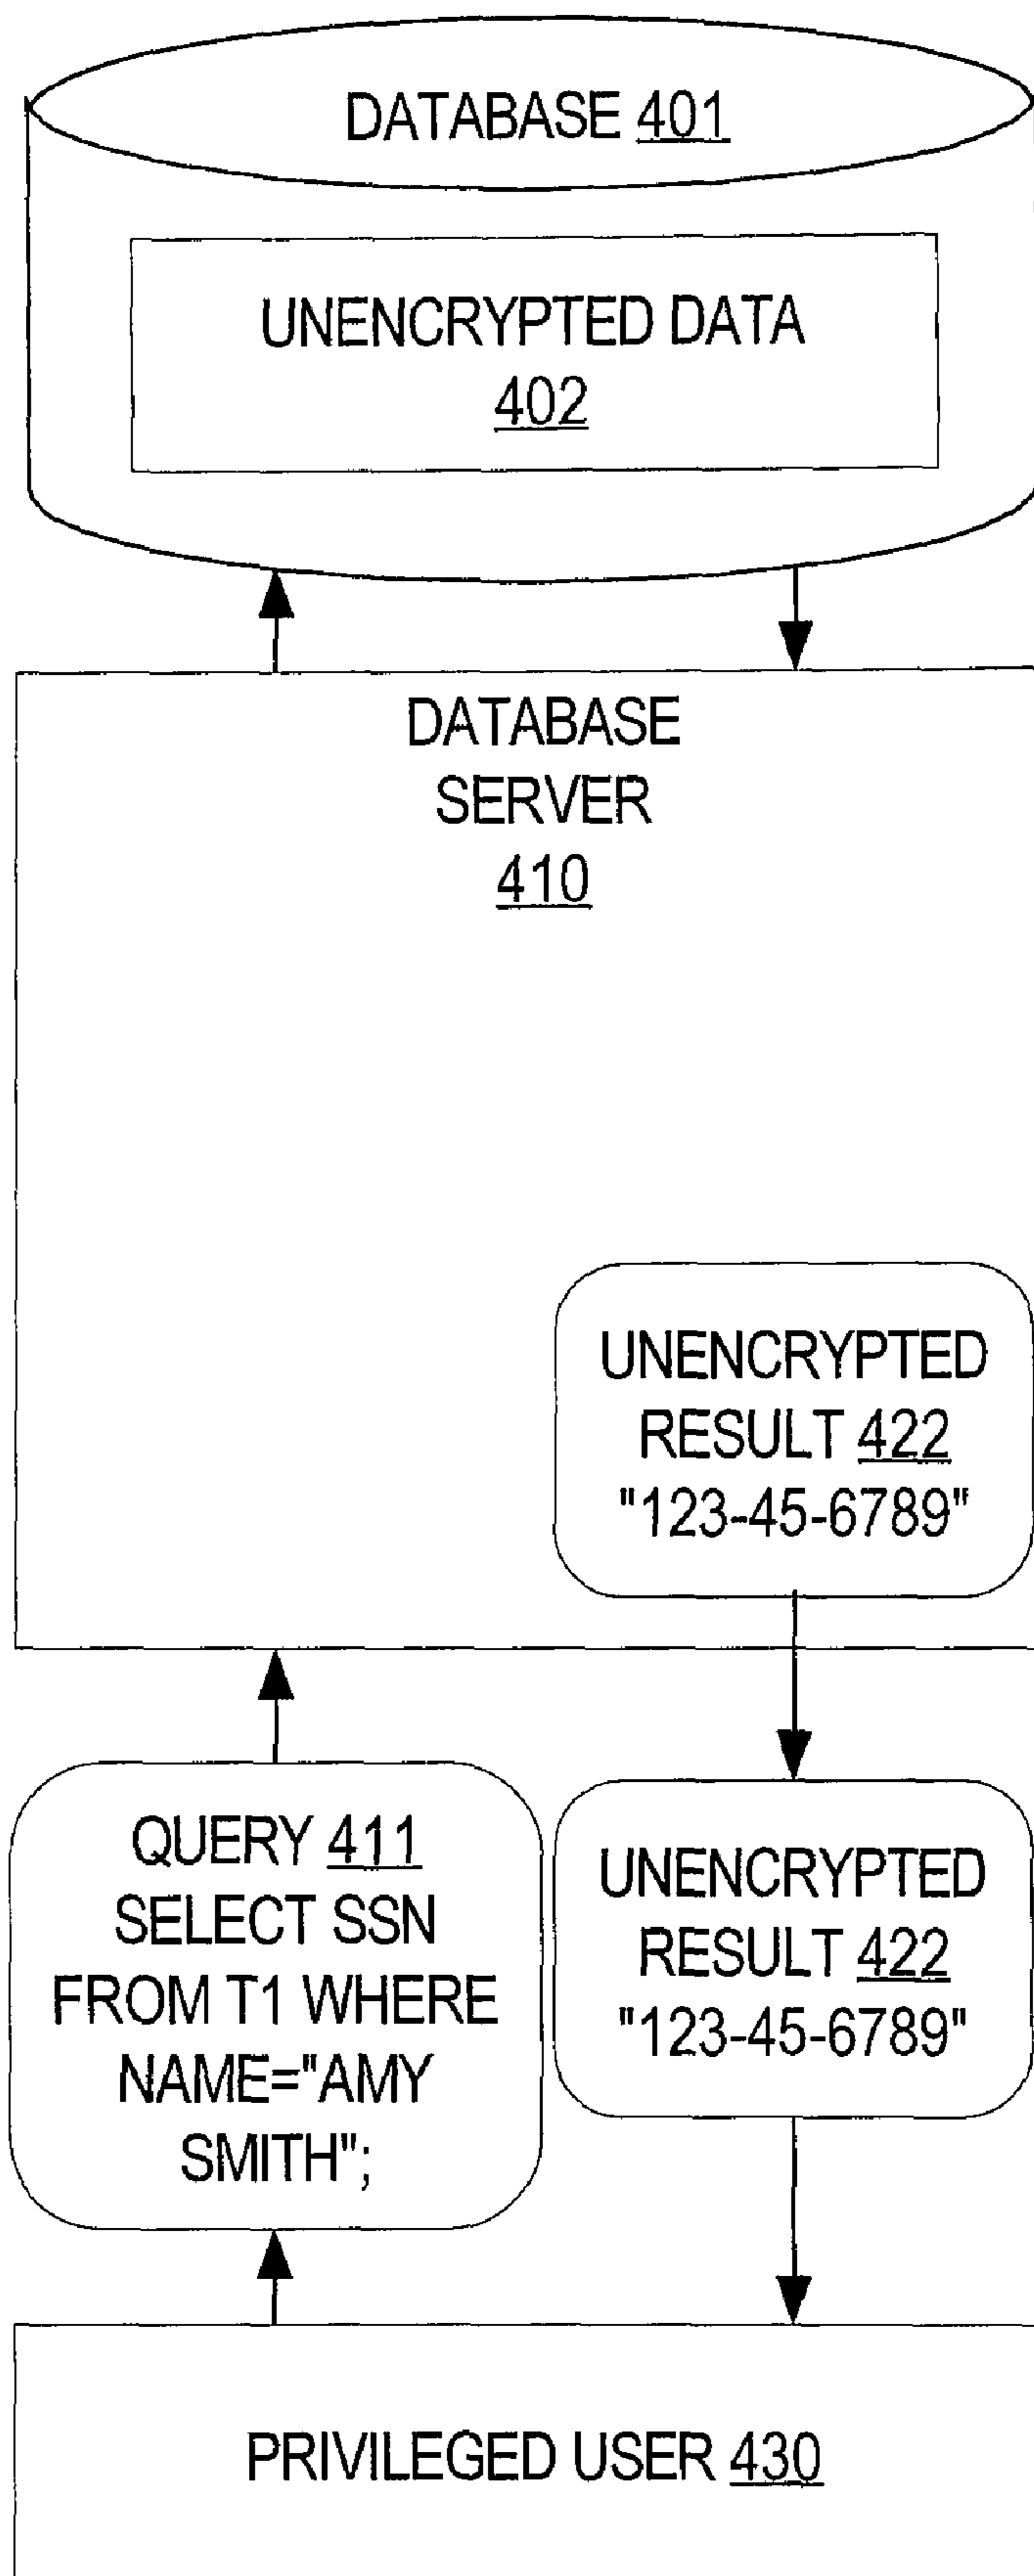 DATABASE 401
UNENCRYPTED DATA
402
DATABASE
SERVER
410
UNENCRYPTED
RESULT 422
"123-45-6789"
QUERY 411
SELECT SSN
FROM T1 WHERE
NAME="AMY
SMITH";
UNENCRYPTED
RESULT 422
"123-45-6789"
PRIVILEGED USER 430